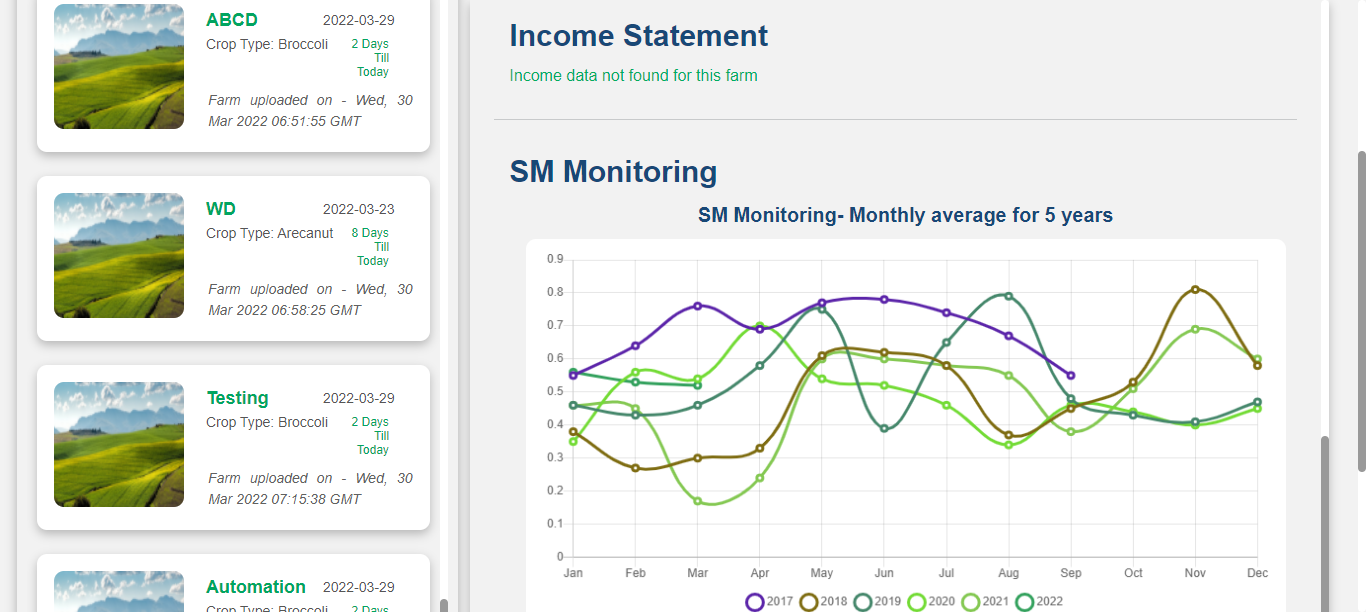 ABCD 2022-03-29
Crop Type: Broccoli 2 Days
Till
Today
Farm uploaded on - Wed, 30
Mar 2022 06:51:55 GMT
WD 2022-03-23
Crop Type: Arecanut 8 Days
Till
Today
Farm uploaded on - Wed, 30
Mar 2022 06:58:25 GMT
Testing 2022-03-29
Crop Type: Broccoli 2 Days
Till
Today
Farm uploaded on - Wed, 30
Mar 2022 07:15:38 GMT
Automation 2022-03-29
Crop Type: Broccoli 2 Days
Income Statement
Income data not found for this farm
SM Monitoring
SM Monitoring- Monthly average for 5 years
0.9
0.8
0.7
0.6
0.5
0.4
0.3
0.2
0.1
0
Jan Feb Mar Apr May Jun Jul Aug Sep Oct Nov Dec
2017 2018 2019 2020 2021 2022